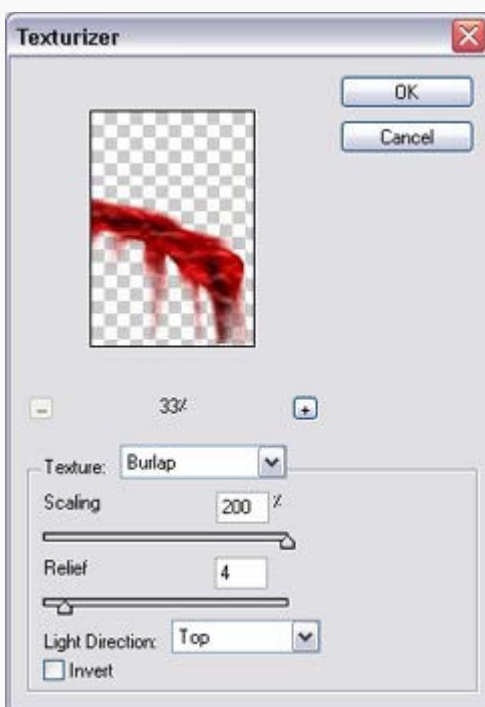 Texturizer
OK
Cancel
33%
Texture: Burlap
Scaling 200 %
Relief 4
Light Direction: Top
Invert